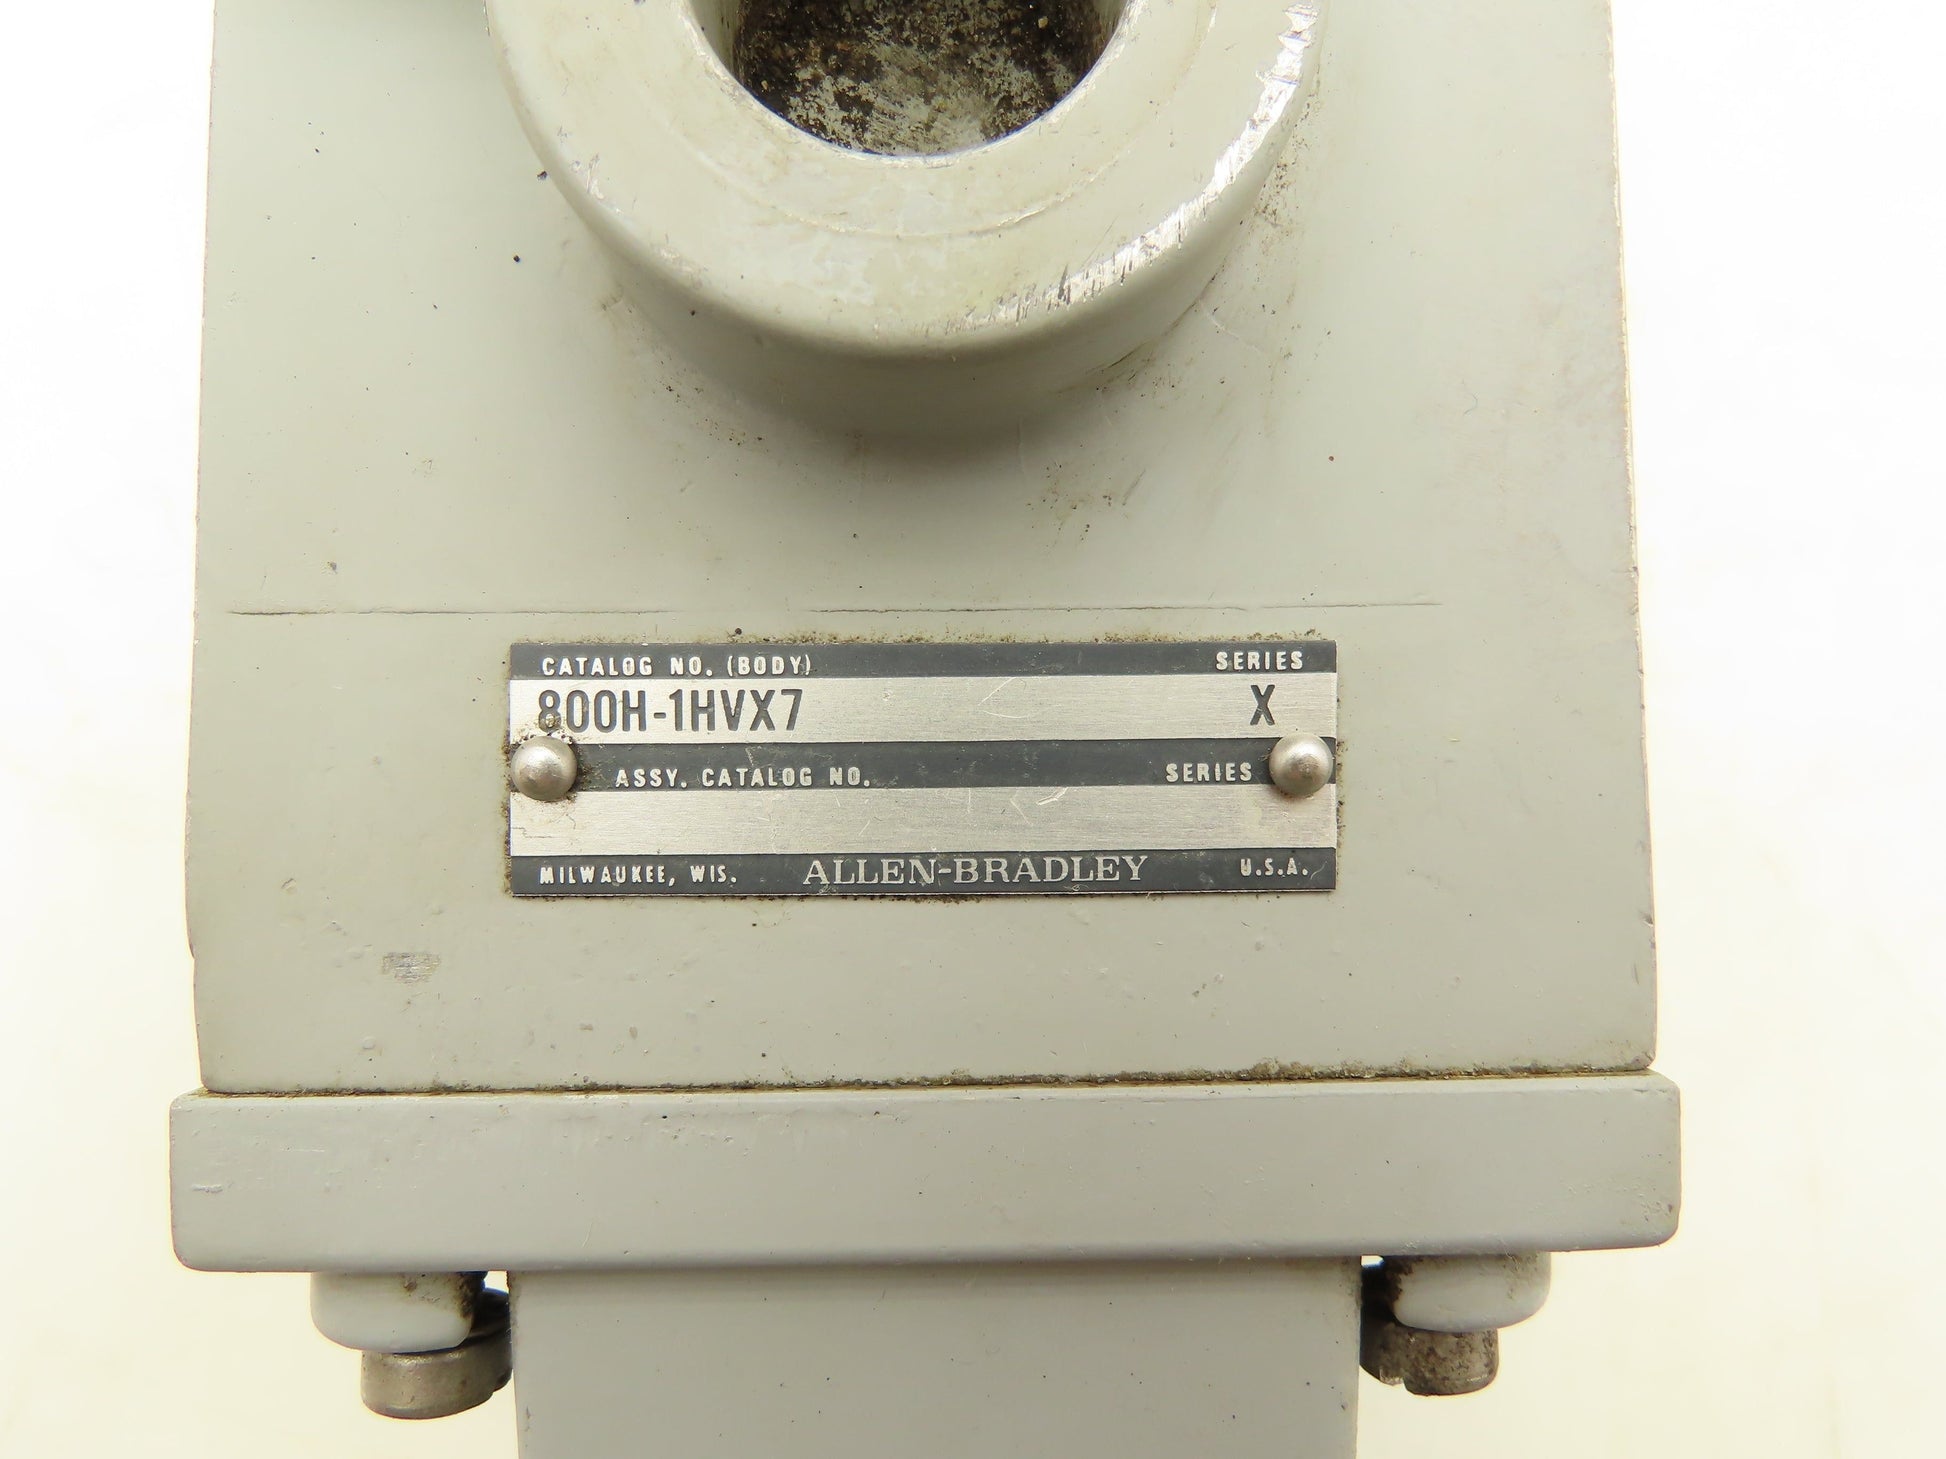 CATALOG NO. (BODY) SERIES
800H-1HVX7 X
ASSY. CATALOG NO. SERIES
MILWAUKEE, WIS. ALLEN-BRADLEY U.S.A.